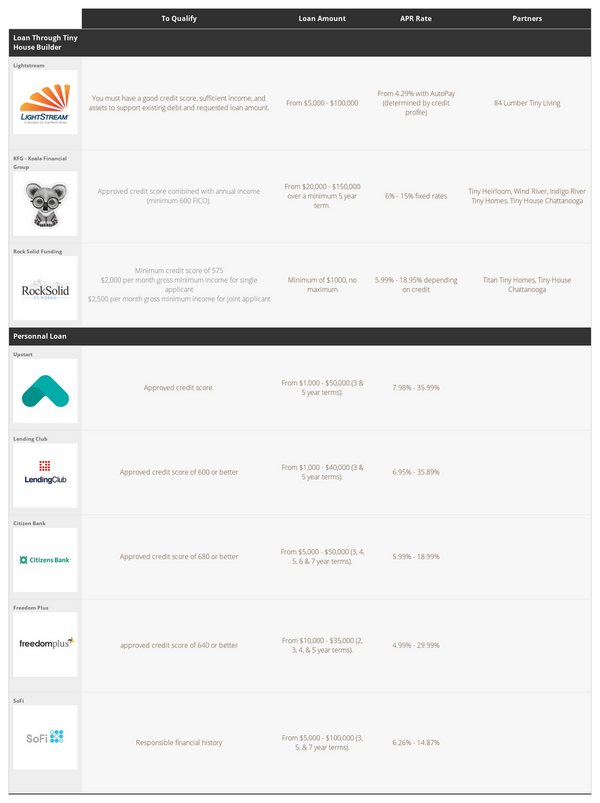 To Qualify
Loan Amount
APR Rate
Partners
Loan Through Tiny
House Builder
Lightstream
LIGHTSTREAM
You must have a good credit score, sufficient income, and
assets to support existing debt and requested loan amount.
From $5,000 - $100,000
From 4.29% with AutoPay
(determined by credit
profile)
84 Lumber Tiny Living
KFG - Koala Financial
Group
Approved credit score combined with annual income
(minimum 600 FICO).
From $20,000 - $150,000
over a minimum 5 year
term.
6% - 15% fixed rates
Tiny Heirloom, Wind River, Indigo River
Tiny Homes, Tiny House Chattanooga
Rock Solid Funding
RockSolid
FUNDING
Minimum credit score of 575
$2,000 per month gross minimum income for single
applicant
$2,500 per month gross minimum income for joint applicant
Minimum of $1000, no
maximum
5.99% - 18.95% depending
on credit
Titan Tiny Homes, Tiny House
Chattanooga
Personnal Loan
Upstart
Approved credit score.
From $1,000 - $50,000 (3 &
5 year terms).
7.98% - 35.99%
Lending Club
LendingClub
Approved credit score of 600 or better
From $1,000 - $40,000 (3 &
5 year terms).
6.95% - 35.89%
Citizen Bank
Citizens Bank
Approved credit score of 680 or better
From $5,000 - $50,000 (3, 4,
5, 6 & 7 year terms).
5.99% - 18.99%
Freedom Plus
freedomplus
approved credit score of 640 or better
From $10,000 - $35,000 (2,
3, 4, & 5 year terms).
4.99% - 29.99%
SoFi
SoFi
Responsible financial history
From $5,000 - $100,000 (3,
5, & 7 year terms).
6.26% - 14.87%